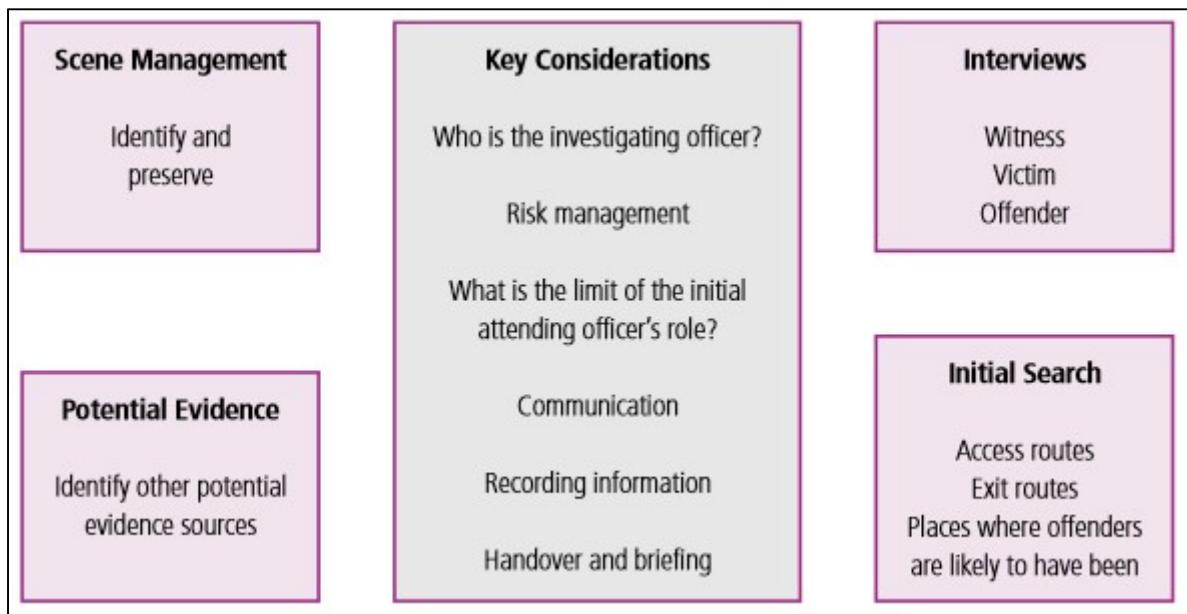 Scene Management
Identify and
preserve
Potential Evidence
Identify other potential
evidence sources
Key Considerations
Who is the investigating officer?
Risk management
What is the limit of the initial
attending officer's role?
Communication
Recording information
Handover and briefing
Interviews
Witness
Victim
Offender
Initial Search
Access routes
Exit routes
Places where offenders
are likely to have been